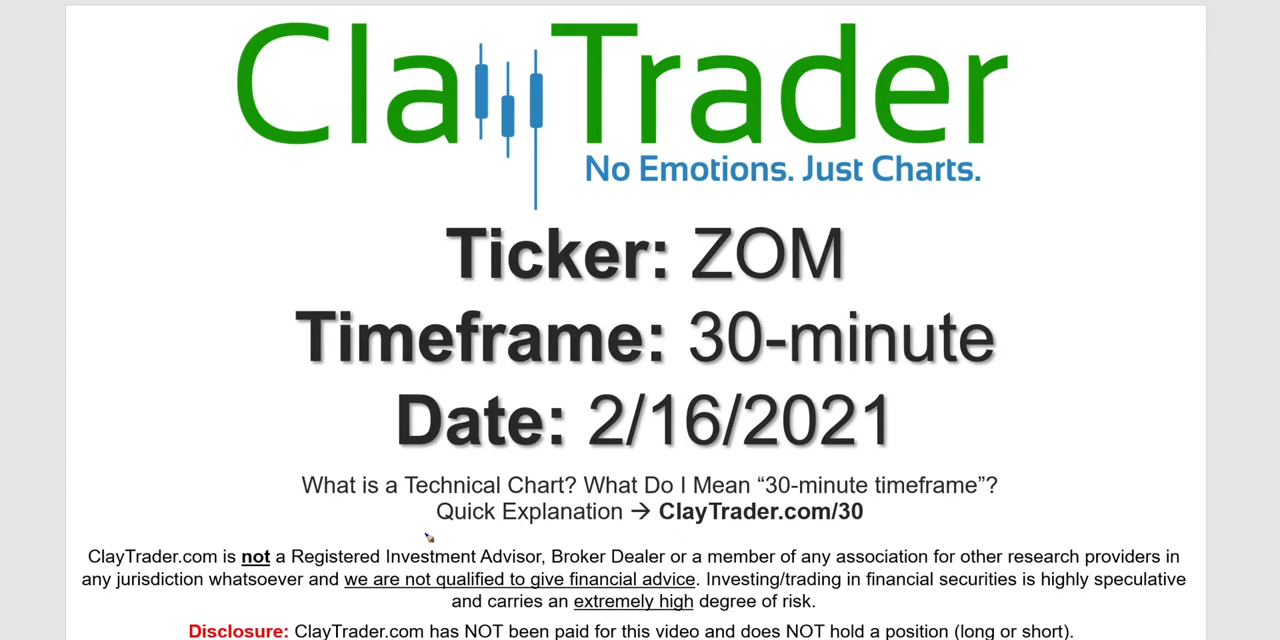 ClayTrader
No Emotions. Just Charts.
Ticker: ZOM
Timeframe: 30-minute
Date: 2/16/2021
What is a Technical Chart? What Do I Mean “30-minute timeframe”?
Quick Explanation → ClayTrader.com/30
ClayTrader.com is not a Registered Investment Advisor, Broker Dealer or a member of any association for other research providers in
any jurisdiction whatsoever and we are not qualified to give financial advice. Investing/trading in financial securities is highly speculative
and carries an extremely high degree of risk.
Disclosure: ClayTrader.com has NOT been paid for this video and does NOT hold a position (long or short).